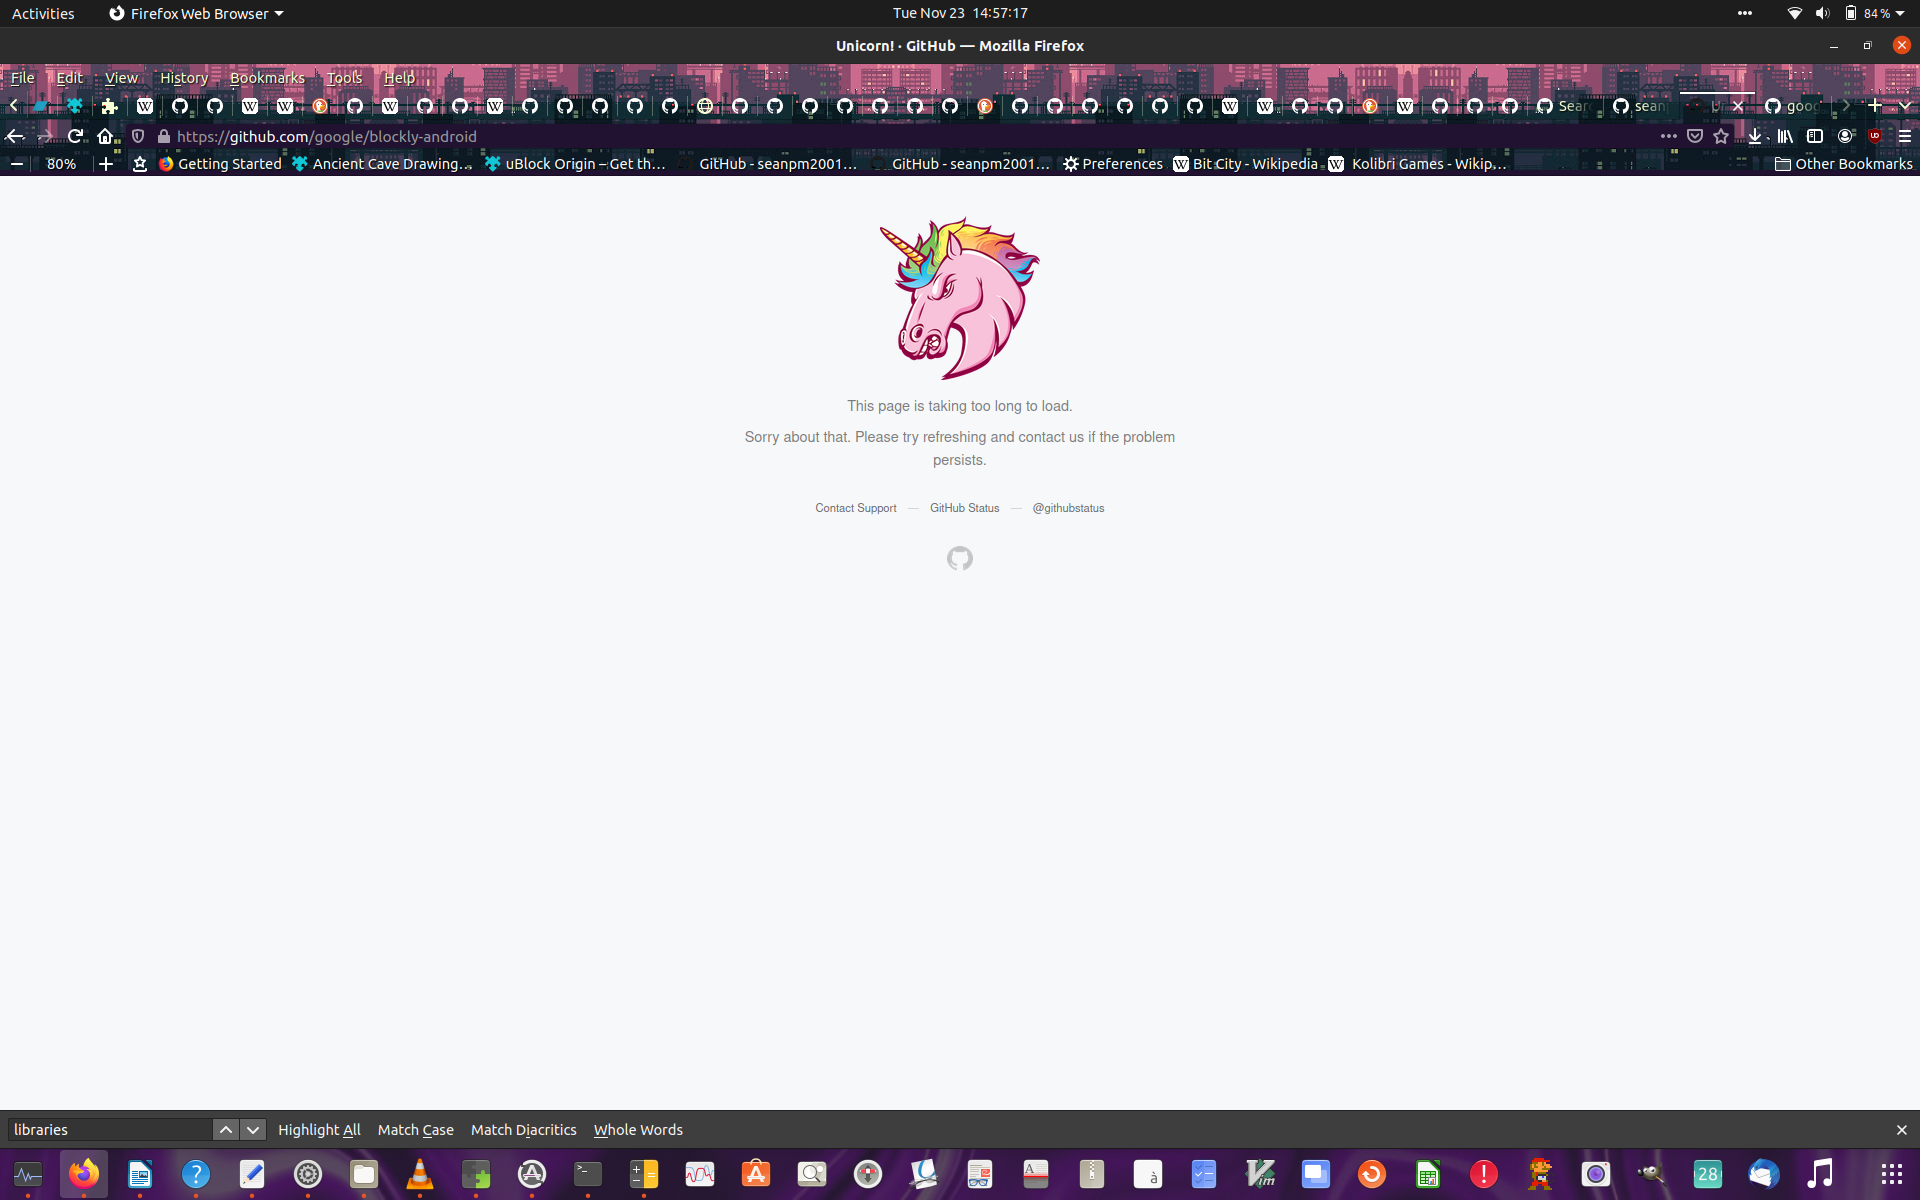 Activities Firefox Web Browser Tue Nov 23 14:57:17 84%
Unicorn! · GitHub — Mozilla Firefox
File Edit View History Bookmarks Tools Help
Sear sean goog
https://github.com/google/blockly-android
80% Getting Started Ancient Cave Drawing… uBlock Origin – Get th… GitHub - seanpm2001… GitHub - seanpm2001… Preferences Bit City - Wikipedia Kolibri Games - Wikip… Other Bookmarks
This page is taking too long to load.
Sorry about that. Please try refreshing and contact us if the problem
persists.
Contact Support — GitHub Status — @githubstatus
libraries Highlight All Match Case Match Diacritics Whole Words
28